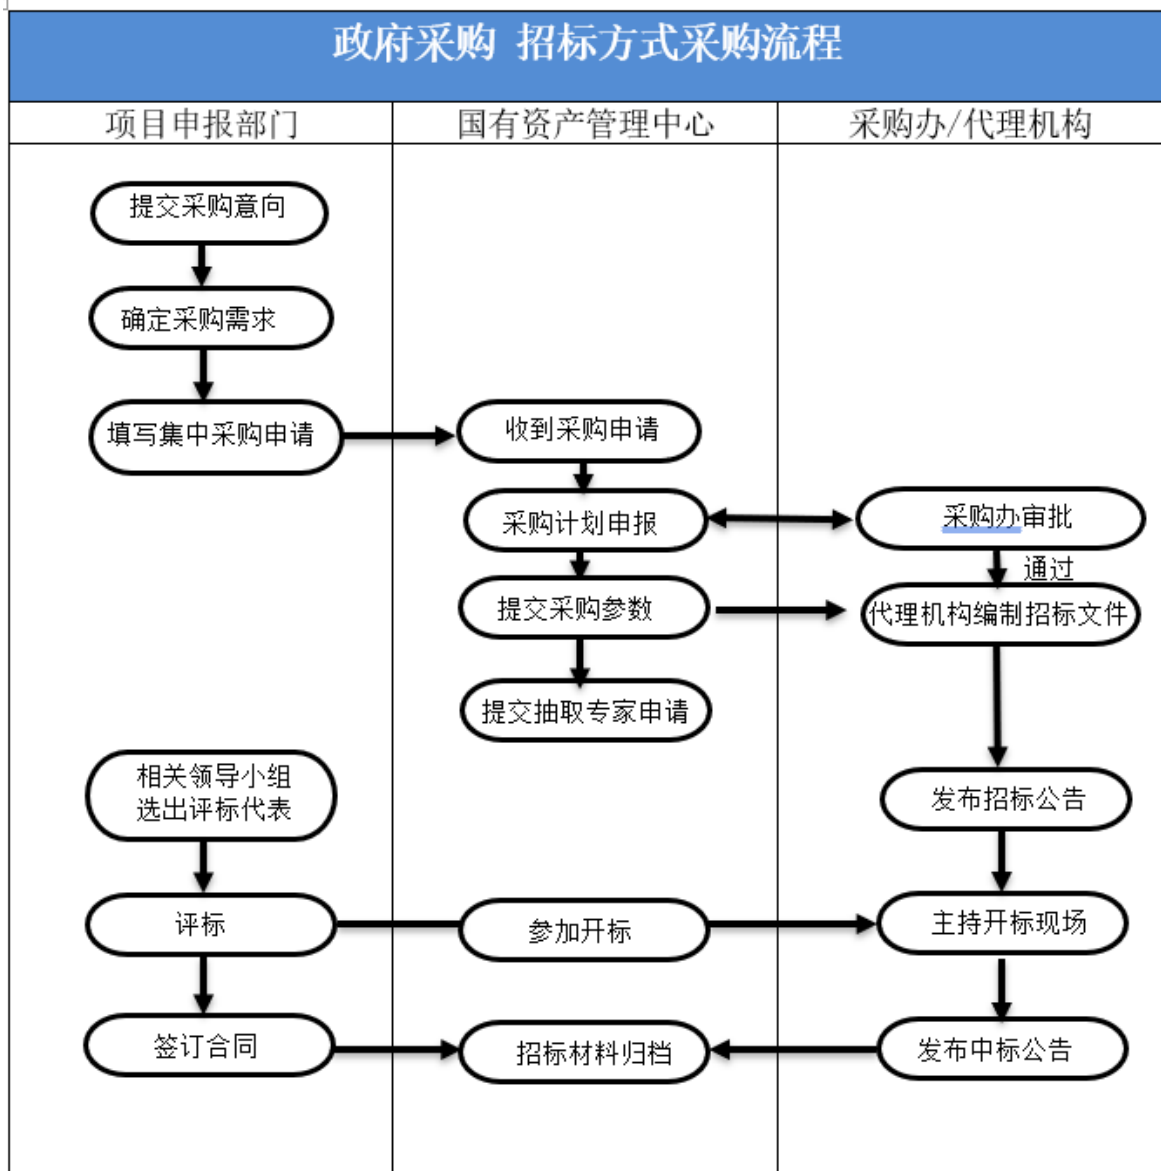 政府采购 招标方式采购流程
项目申报部门
国有资产管理中心
采购办/代理机构
提交采购意向
确定采购需求
填写集中采购申请
收到采购申请
采购计划申报
采购办审批
通过
提交采购参数
代理机构编制招标文件
提交抽取专家申请
相关领导小组
选出评标代表
发布招标公告
评标
参加开标
主持开标现场
签订合同
招标材料归档
发布中标公告